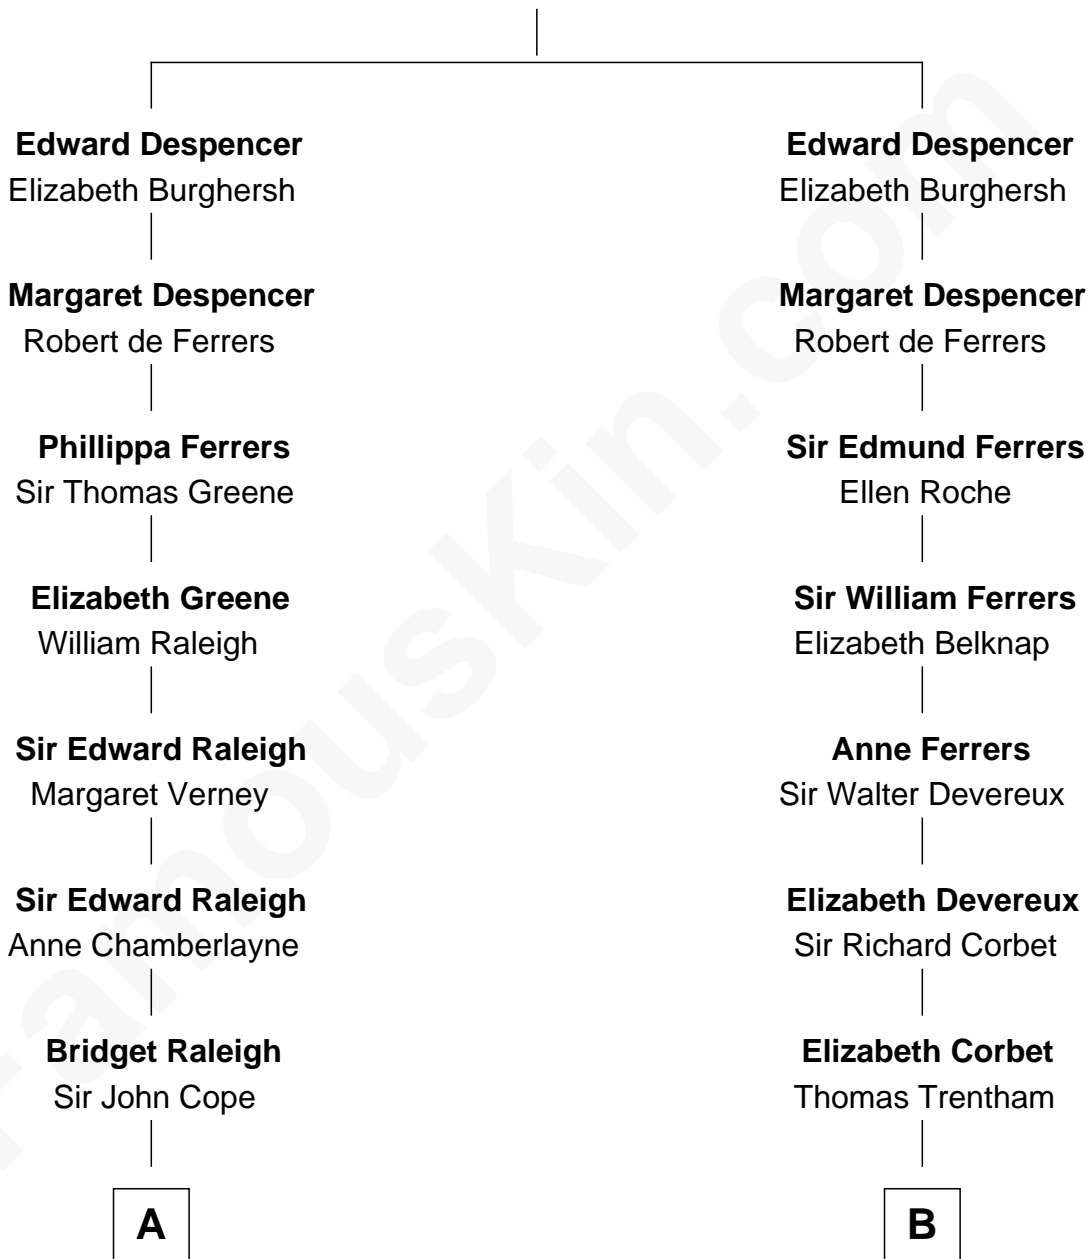 Edward Despencer
Elizabeth Burghersh
Margaret Despencer
Robert de Ferrers
Phillippa Ferrers
Sir Thomas Greene
Elizabeth Greene
William Raleigh
Sir Edward Raleigh
Margaret Verney
Sir Edward Raleigh
Anne Chamberlayne
Bridget Raleigh
Sir John Cope
A
Edward Despencer
Elizabeth Burghersh
Margaret Despencer
Robert de Ferrers
Sir Edmund Ferrers
Ellen Roche
Sir William Ferrers
Elizabeth Belknap
Anne Ferrers
Sir Walter Devereux
Elizabeth Devereux
Sir Richard Corbet
Elizabeth Corbet
Thomas Trentham
B
FamousKin.com